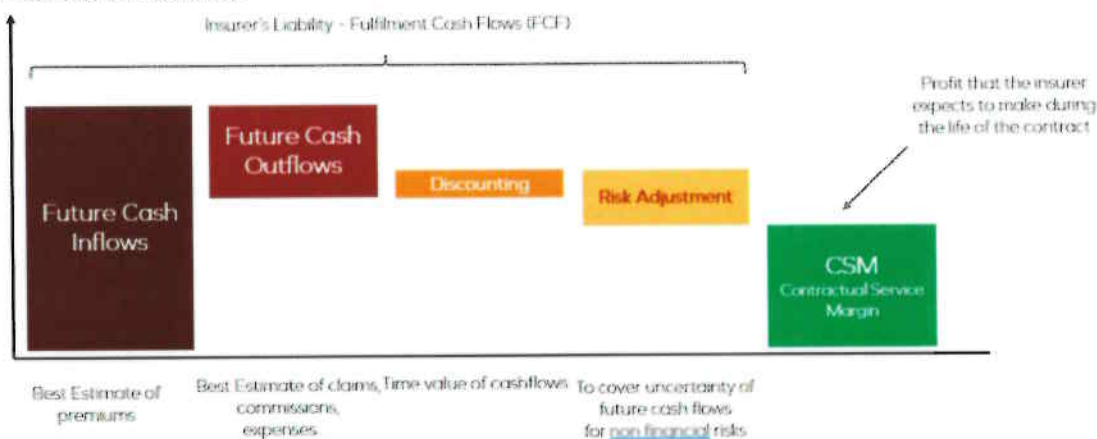 Insurer's Liability - Fulfilment Cash Flows (FCF)
Profit that the insurer
expects to make during
the life of the contract
Future Cash
Inflows
Future Cash
Outflows
Discounting
Risk Adjustment
CSM
Contractual Service
Margin
Best Estimate of
premiums
Best Estimate of claims,
commissions,
expenses
Time value of cashflows
To cover uncertainty of
future cash flows
for non financial risks